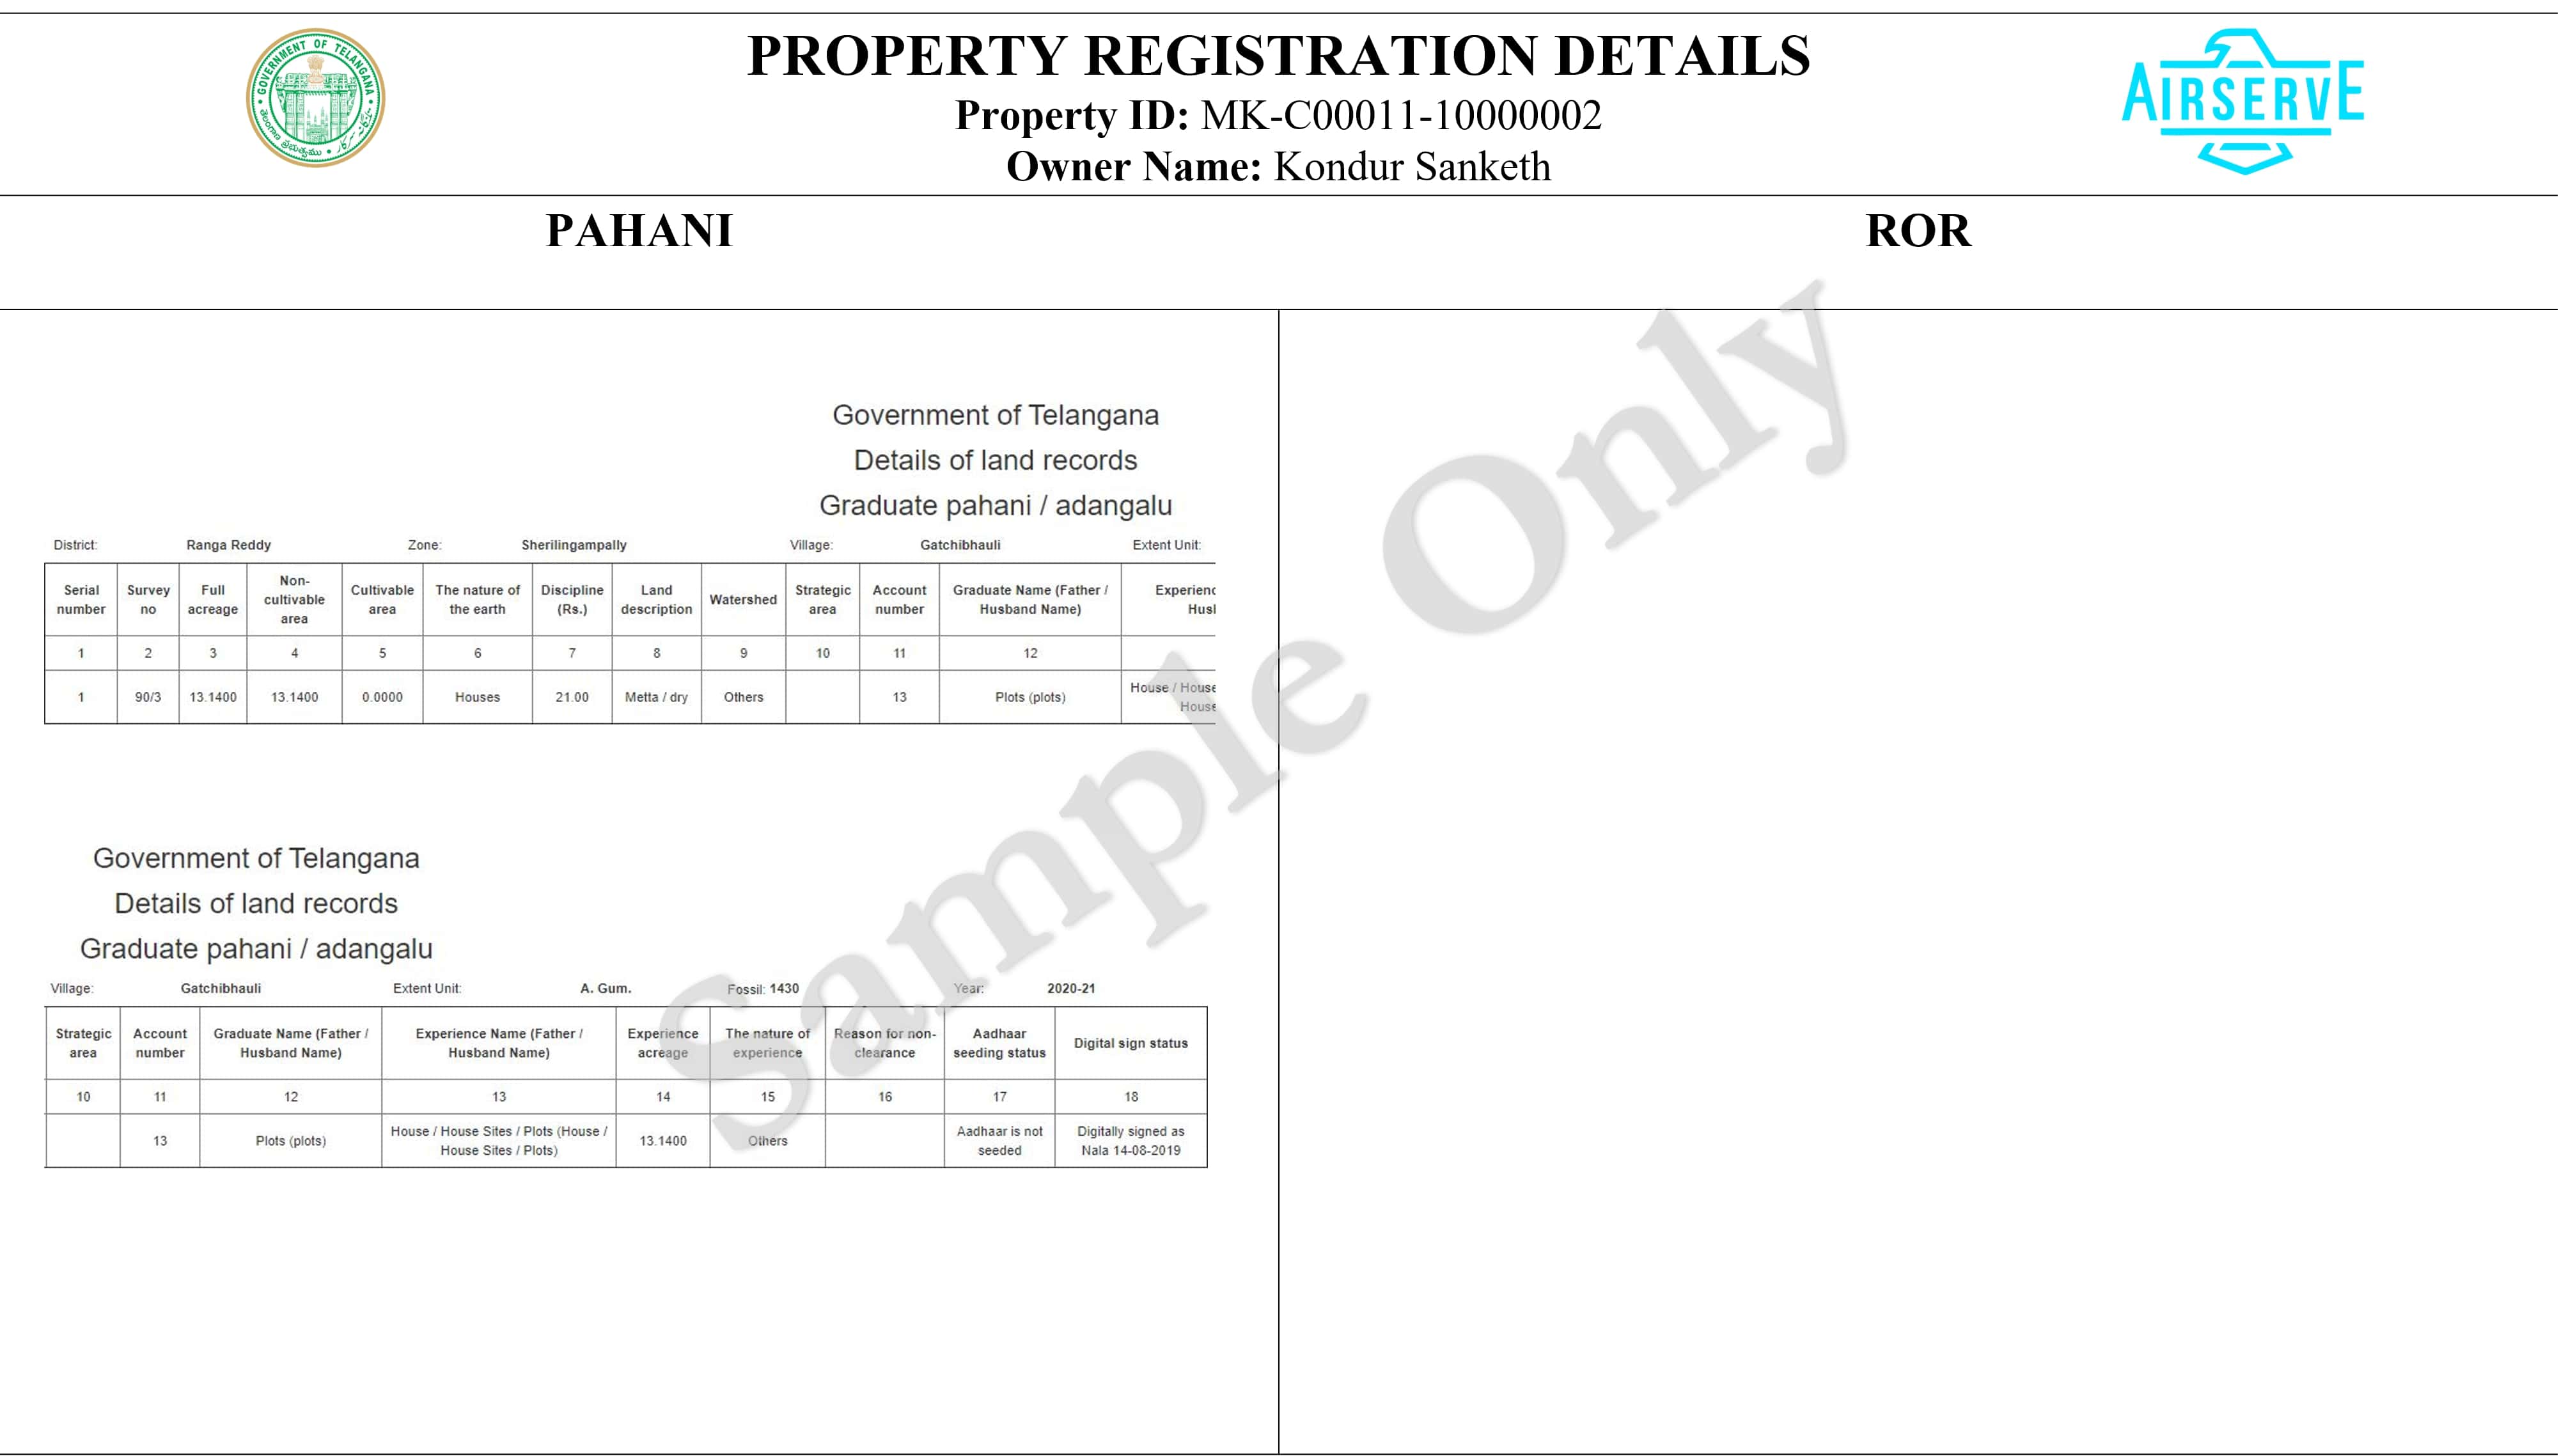 GOVERNMENT OF TELANGANA
తెలంగాణ ప్రభుత్వము
PROPERTY REGISTRATION DETAILS
Property ID: MK-C00011-10000002
Owner Name: Kondur Sanketh
AIRSERVE
PAHANI
ROR
Sample Only
Government of Telangana
Details of land records
Graduate pahani / adangalu
District: Ranga Reddy Zone: Sherilingampally Village: Gatchibhauli Extent Unit:
Serial number Survey no Full acreage Non-cultivable area Cultivable area The nature of the earth Discipline (Rs.) Land description Watershed Strategic area Account number Graduate Name (Father / Husband Name)
1 2 3 4 5 6 7 8 9 10 11 12
1 90/3 13.1400 13.1400 0.0000 Houses 21.00 Metta / dry Others 13 Plots (plots) House / House House
Government of Telangana
Details of land records
Graduate pahani / adangalu
Village: Gatchibhauli Extent Unit: A. Gum. Fossil: 1430 Year: 2020-21
Strategic area Account number Graduate Name (Father / Husband Name) Experience Name (Father / Husband Name) Experience acreage The nature of experience Reason for non-clearance Aadhaar seeding status Digital sign status
10 11 12 13 14 15 16 17 18
13 Plots (plots) House / House Sites / Plots (House / House Sites / Plots) 13.1400 Others Aadhaar is not seeded Digitally signed as Nala 14-08-2019